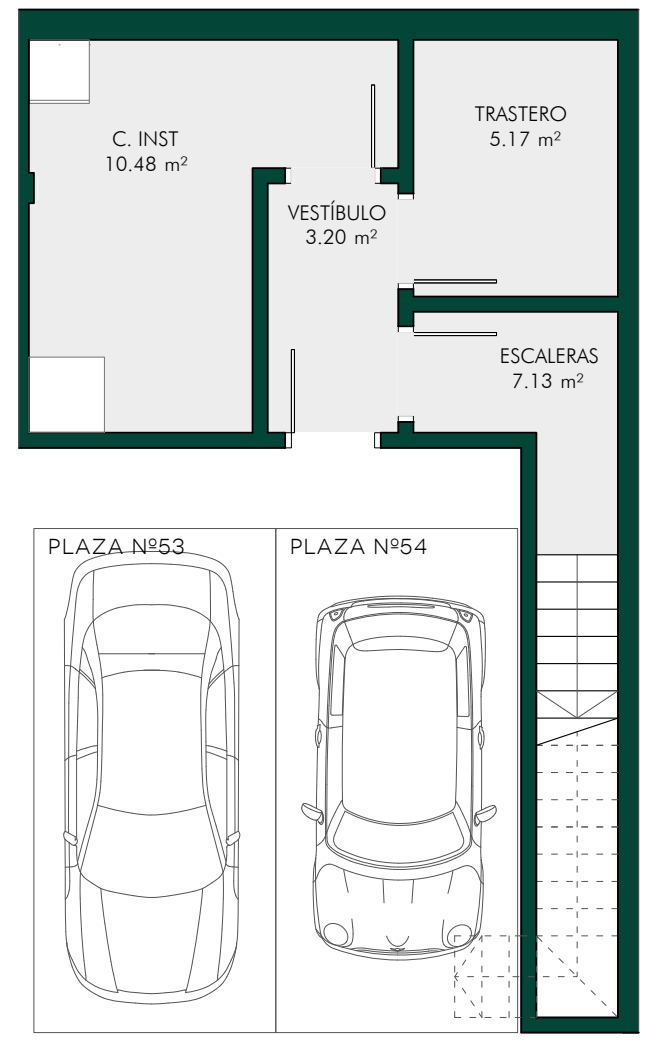 C. INST
10.48 m²
TRASTERO
5.17 m²
VESTÍBULO
3.20 m²
ESCALERAS
7.13 m²
PLAZA Nº53
PLAZA Nº54